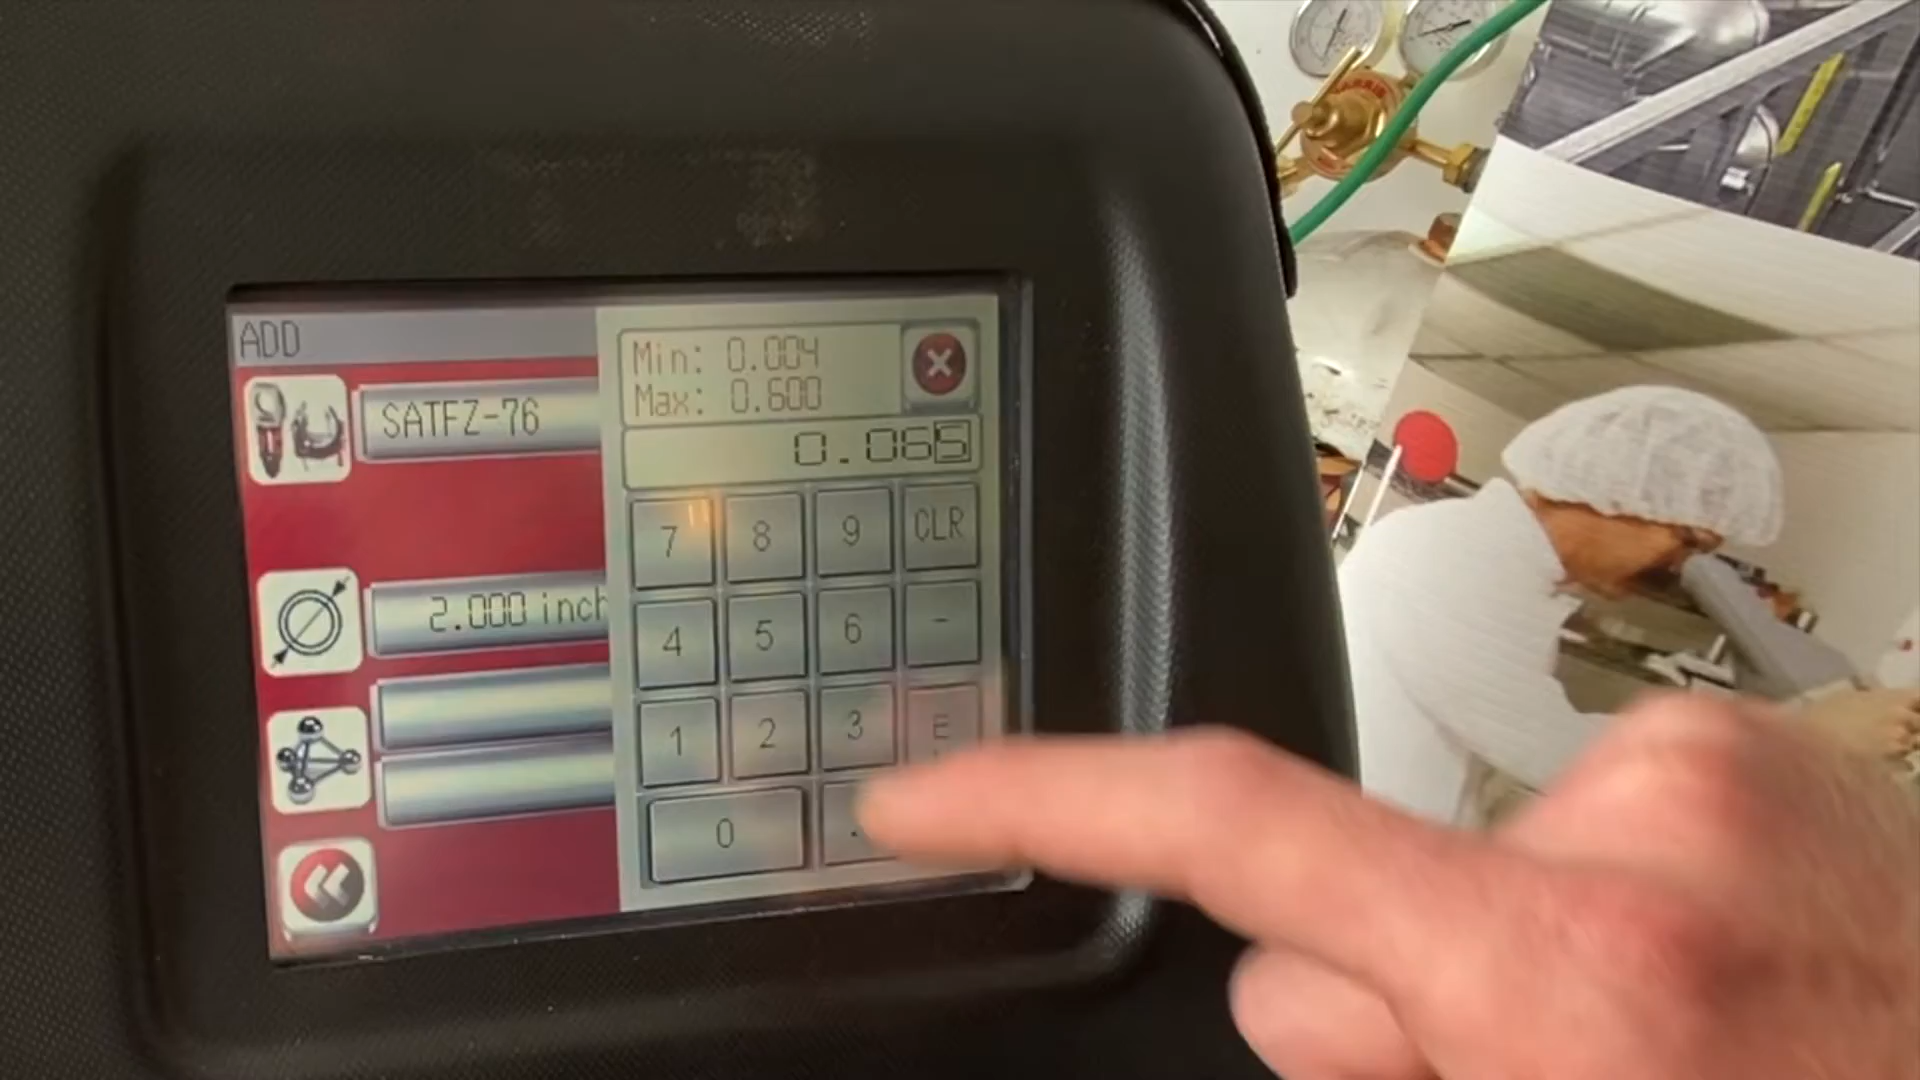 ADD
SATFZ-76
2.000 inch
Min: 0.004
Max: 0.600
0.065
7 8 9 CLR
4 5 6 -
1 2 3 E
0 .